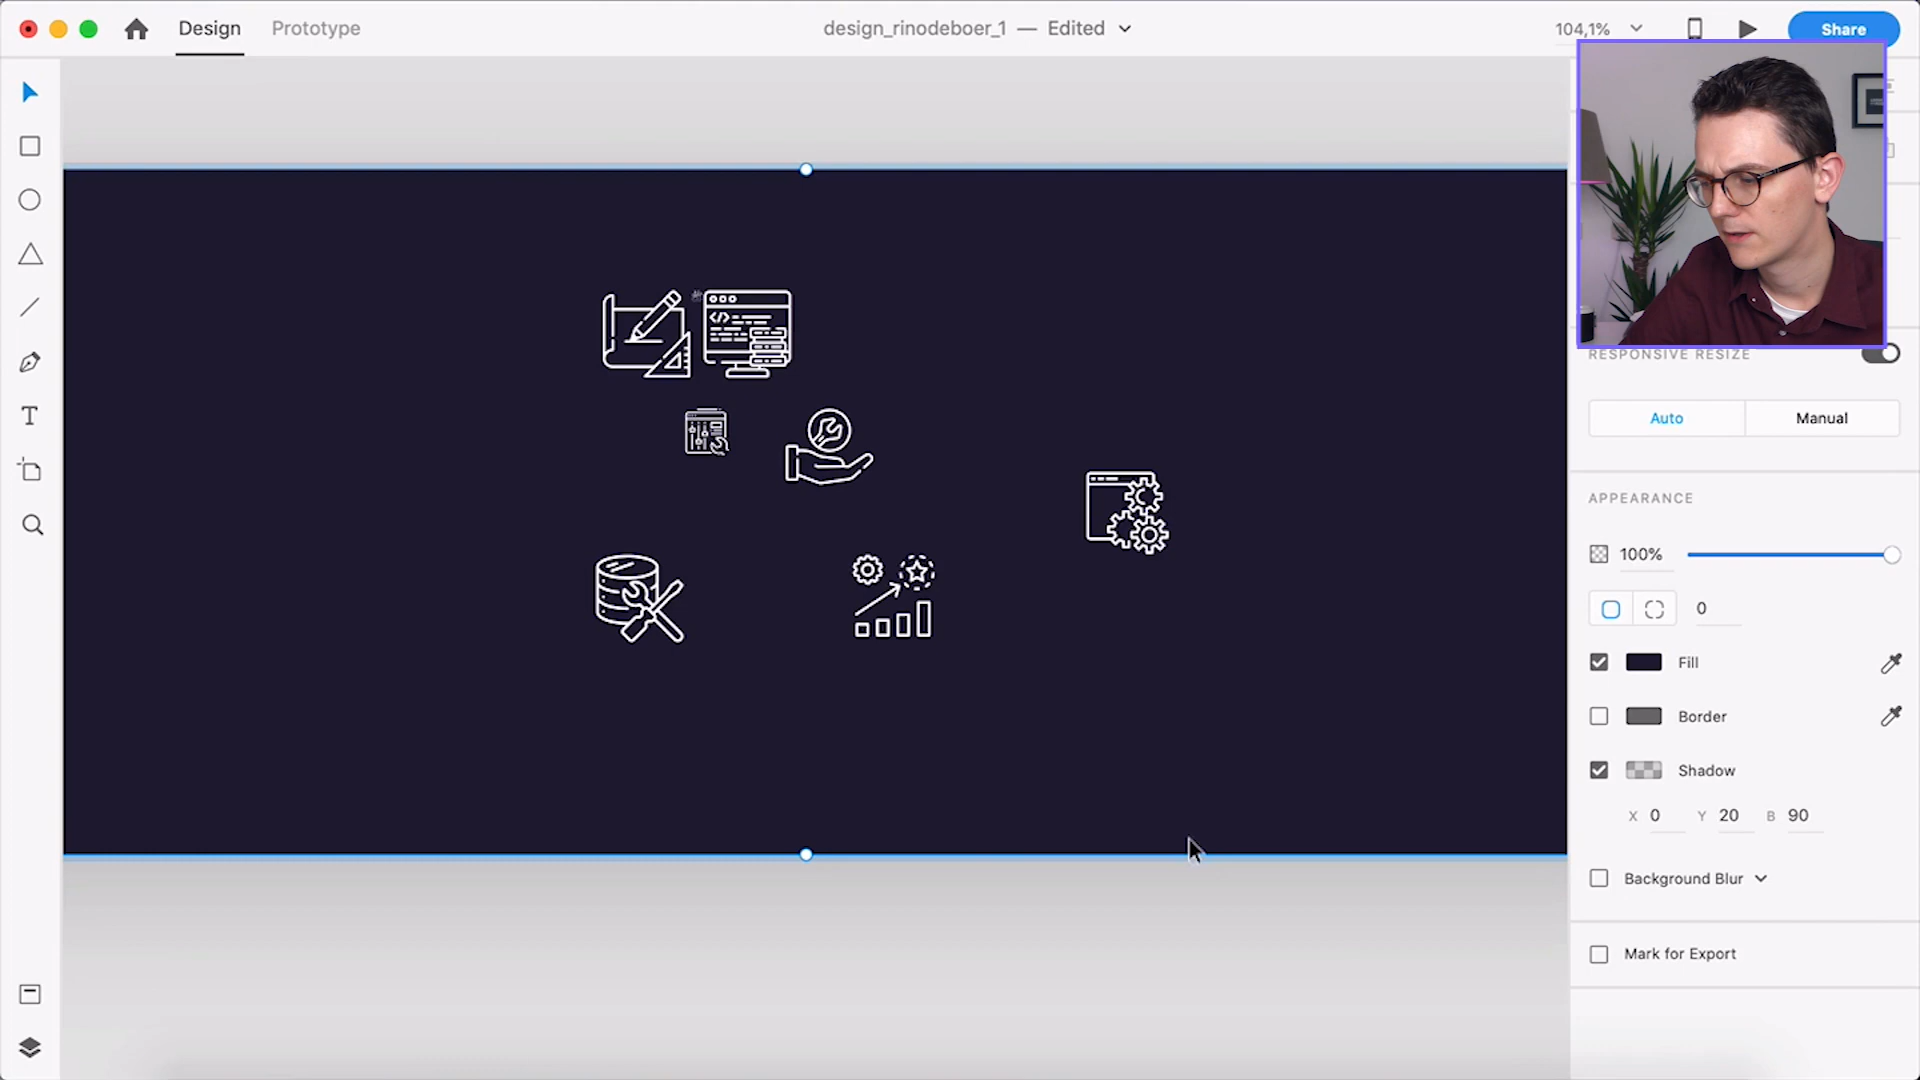 Design
Prototype
design_rinodeboer_1 — Edited
104,1%
Share
RESPONSIVE RESIZE
Auto
Manual
APPEARANCE
100%
0
Fill
Border
Shadow
X 0 Y 20 B 90
Background Blur
Mark for Export
T